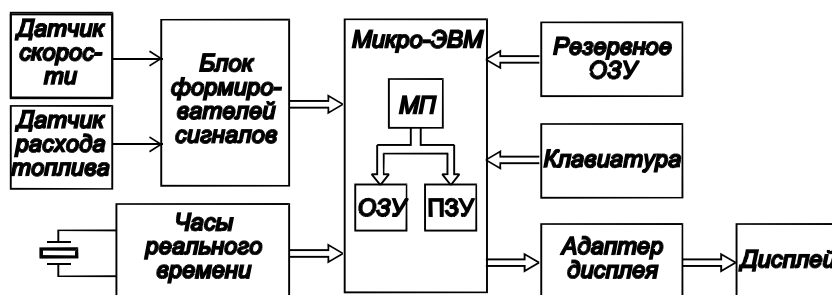 Датчик
скорос-
ти
Датчик
расхода
топлива
Блок
формиро-
вателей
сигналов
Часы
реального
времени
Микро-ЭВМ
МП
ОЗУ
ПЗУ
Резервное
ОЗУ
Клавиатура
Адаптер
дисплея
Дисплей